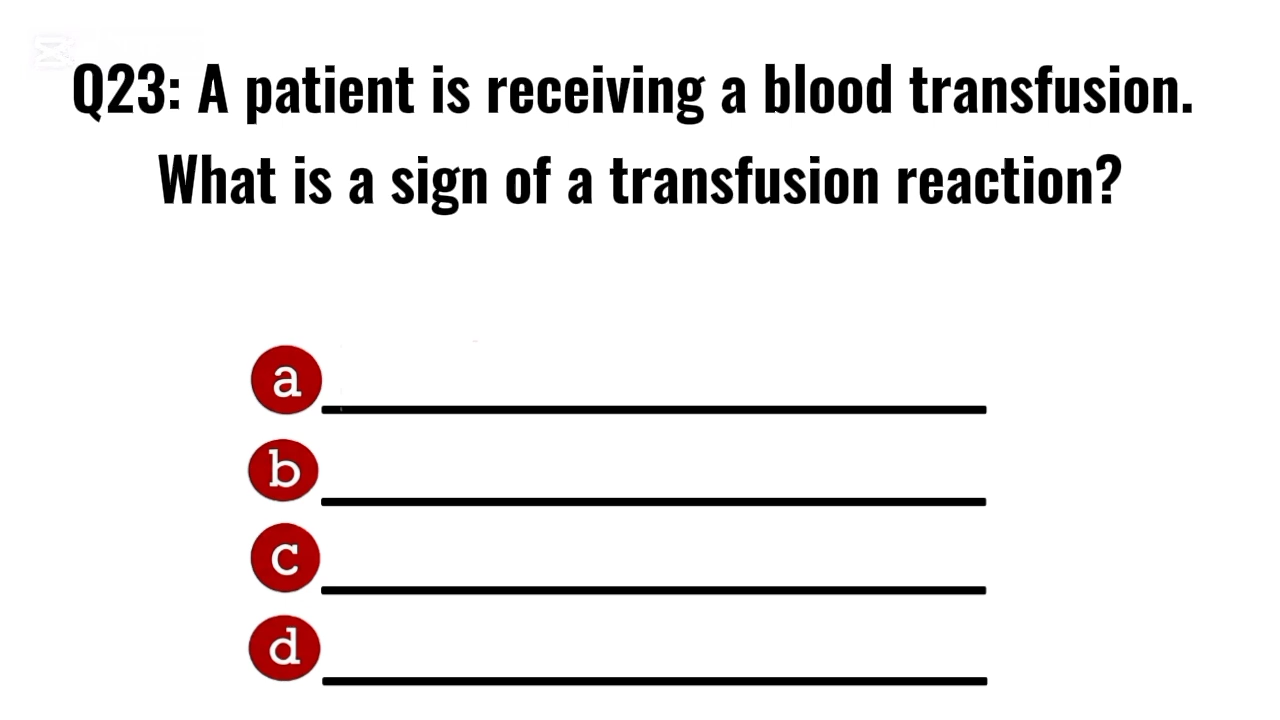 Q23: A patient is receiving a blood transfusion.
What is a sign of a transfusion reaction?
a
b
c
d